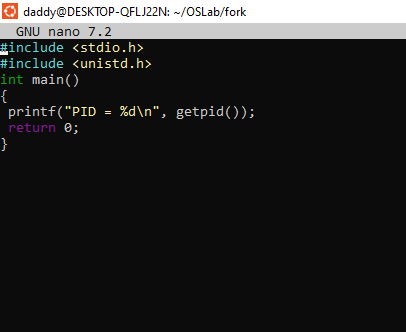 daddy@DESKTOP-QFLJ22N: ~/OSLab/fork
GNU nano 7.2
#include <stdio.h>
#include <unistd.h>
int main()
{
 printf("PID = %d\n", getpid());
 return 0;
}